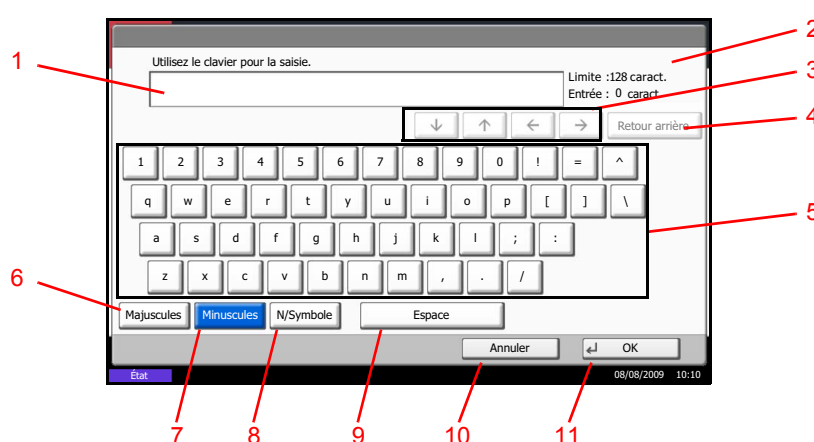 2
Utilisez le clavier pour la saisie.
1
Limite :128 caract.
3
Entrée : 0 caract.
4
↓ ↑ ← → Retour arrière
1 2 3 4 5 6 7 8 9 0 ! = ^
q w e r t y u i o p [ ] \
5
a s d f g h j k l ; :
z x c v b n m , . /
6
Majuscules Minuscules N/Symbole Espace
Annuler ↵ OK
État 08/08/2009 10:10
7 8 9 10 11